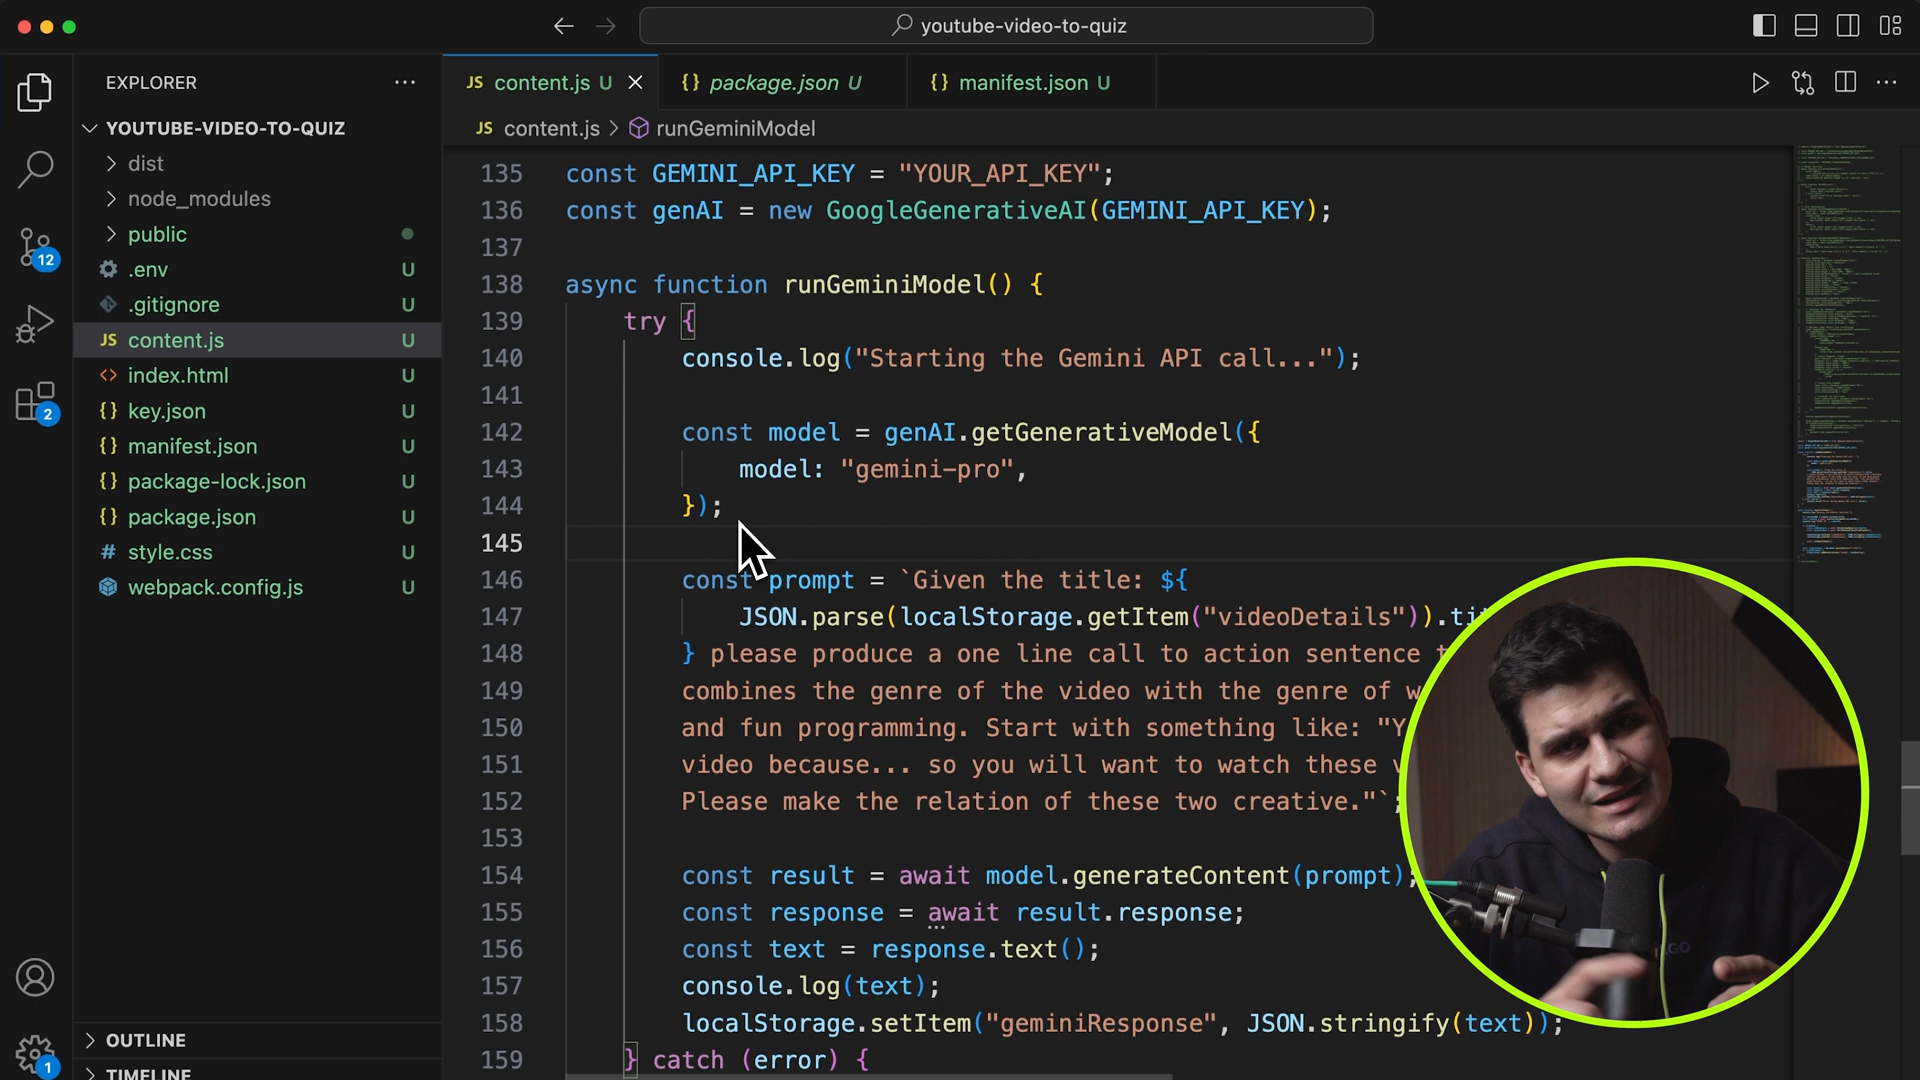 youtube-video-to-quiz
EXPLORER
YOUTUBE-VIDEO-TO-QUIZ
dist
node_modules
public
.env U
.gitignore U
JS content.js U
index.html U
{} key.json U
{} manifest.json U
{} package-lock.json U
{} package.json U
# style.css U
webpack.config.js U
OUTLINE
TIMELINE
12
2
1
JS content.js U
{} package.json U
{} manifest.json U
JS content.js > runGeminiModel
135 const GEMINI_API_KEY = "YOUR_API_KEY";
136 const genAI = new GoogleGenerativeAI(GEMINI_API_KEY);
137
138 async function runGeminiModel() {
139 try {
140 console.log("Starting the Gemini API call...");
141
142 const model = genAI.getGenerativeModel({
143 model: "gemini-pro",
144 });
145
146 const prompt = `Given the title: ${
147 JSON.parse(localStorage.getItem("videoDetails")).
148 } please produce a one line call to action sentence
149 combines the genre of the video with the genre of
150 and fun programming. Start with something like: "
151 video because... so you will want to watch these
152 Please make the relation of these two creative."`;
153
154 const result = await model.generateContent(prompt);
155 const response = await result.response;
156 const text = response.text();
157 console.log(text);
158 localStorage.setItem("geminiResponse", JSON.stringify(text));
159 } catch (error) {